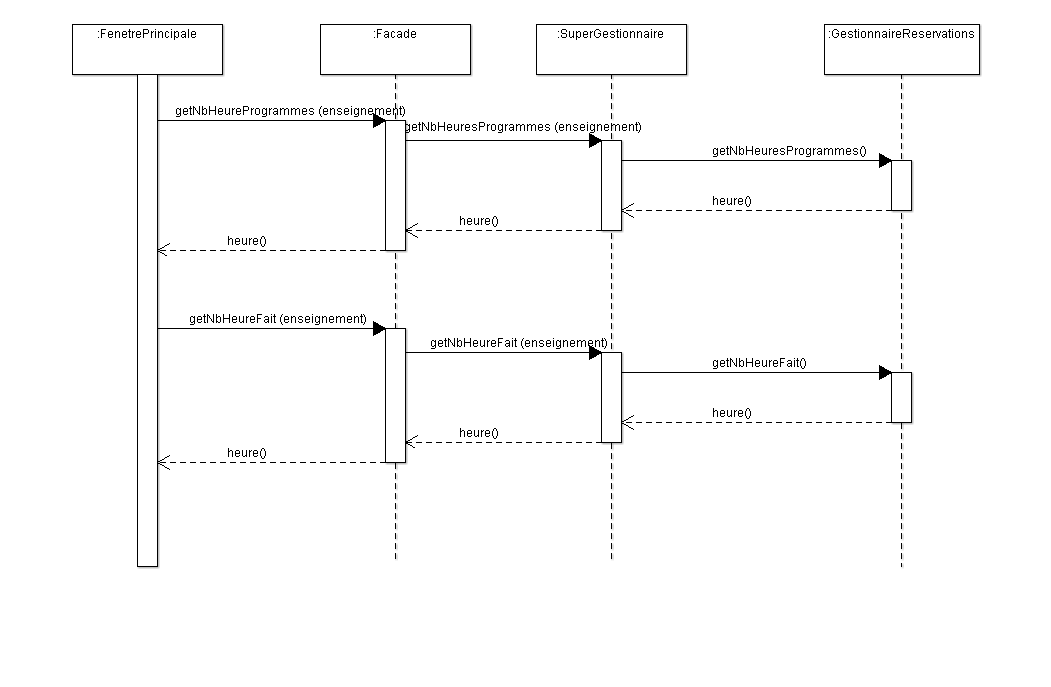 :FenetrePrincipale
:Facade
:SuperGestionnaire
:GestionnaireReservations
getNbHeureProgrammes (enseignement)
getNbHeuresProgrammes (enseignement)
getNbHeuresProgrammes()
heure()
heure()
heure()
getNbHeureFait (enseignement)
getNbHeureFait (enseignement)
getNbHeureFait()
heure()
heure()
heure()